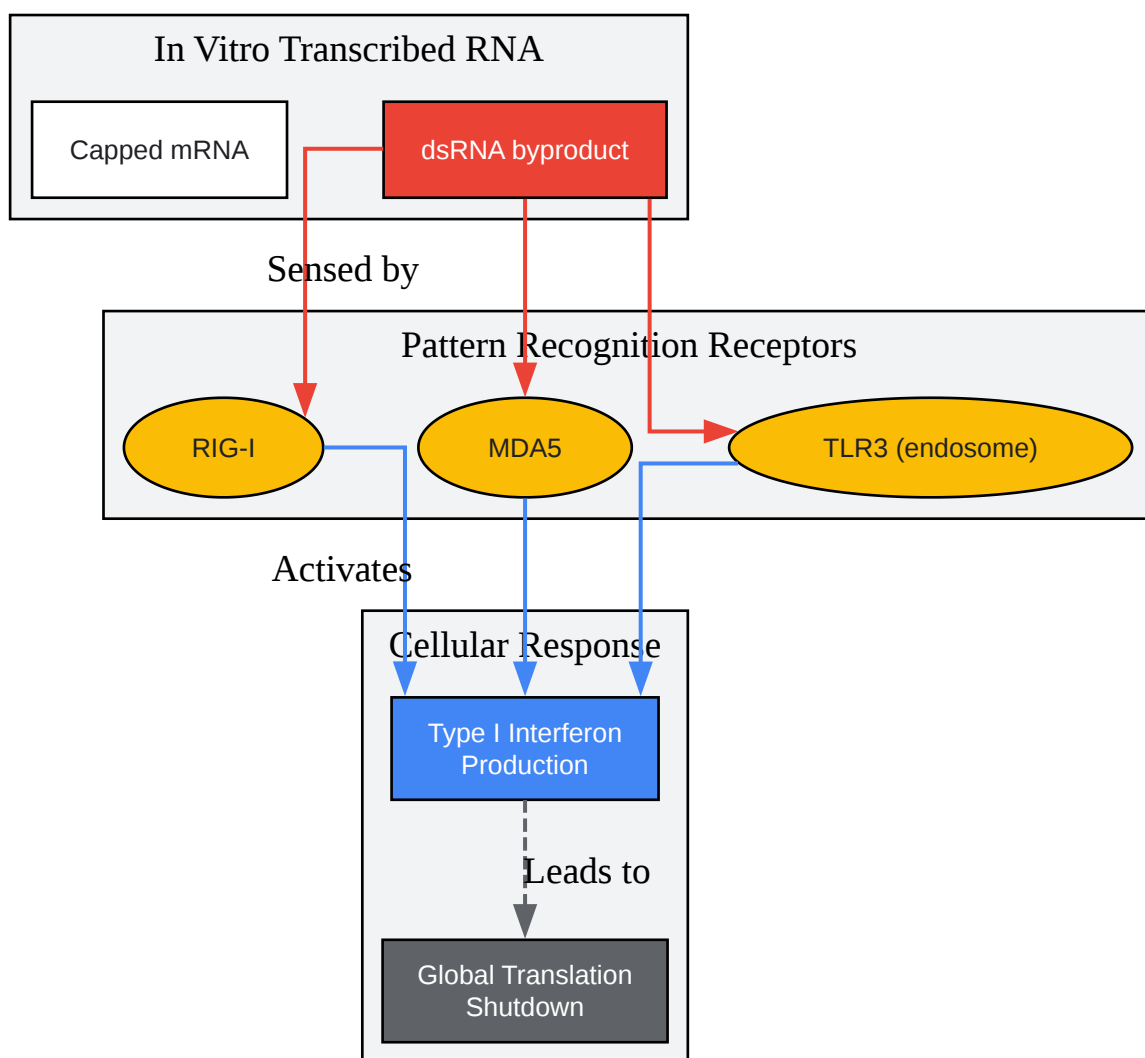 In Vitro Transcribed RNA
Capped mRNA
dsRNA byproduct
Sensed by
Pattern Recognition Receptors
RIG-I
MDA5
TLR3 (endosome)
Activates
Cellular Response
Type I Interferon
Production
Leads to
Global Translation
Shutdown